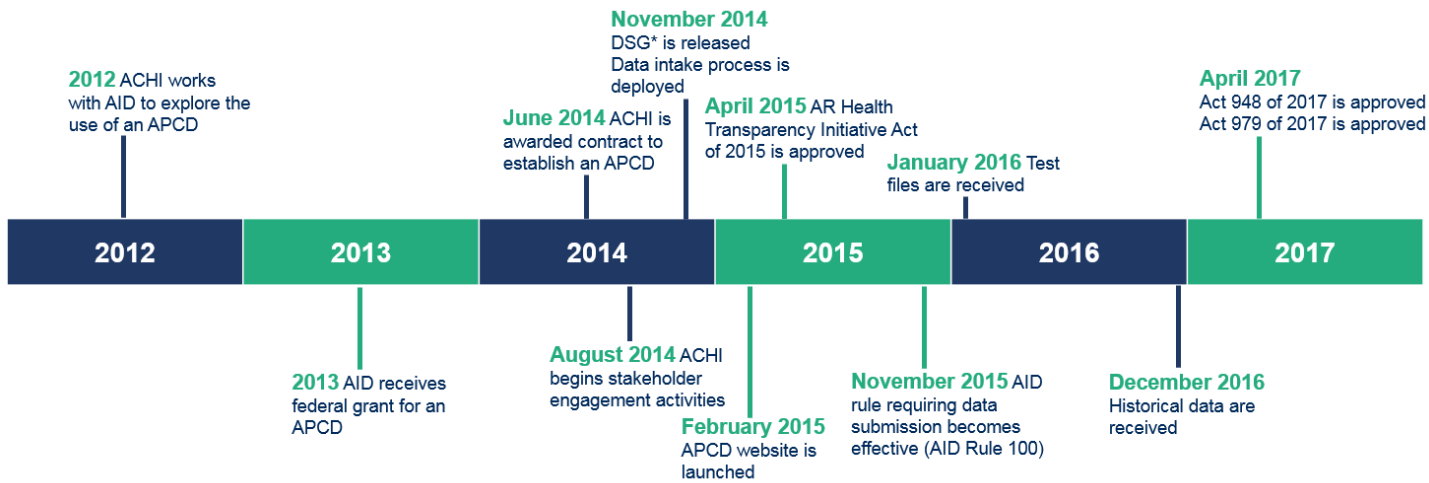 November 2014
DSG* is released
Data intake process is
deployed
2012 ACHI works
with AID to explore the
use of an APCD
June 2014 ACHI is
awarded contract to
establish an APCD
April 2015 AR Health
Transparency Initiative Act
of 2015 is approved
January 2016 Test
files are received
April 2017
Act 948 of 2017 is approved
Act 979 of 2017 is approved
2012
2013
2014
2015
2016
2017
2013 AID receives
federal grant for an
APCD
August 2014 ACHI
begins stakeholder
engagement activities
February 2015
APCD website is
launched
November 2015 AID
rule requiring data
submission becomes
effective (AID Rule 100)
December 2016
Historical data are
received